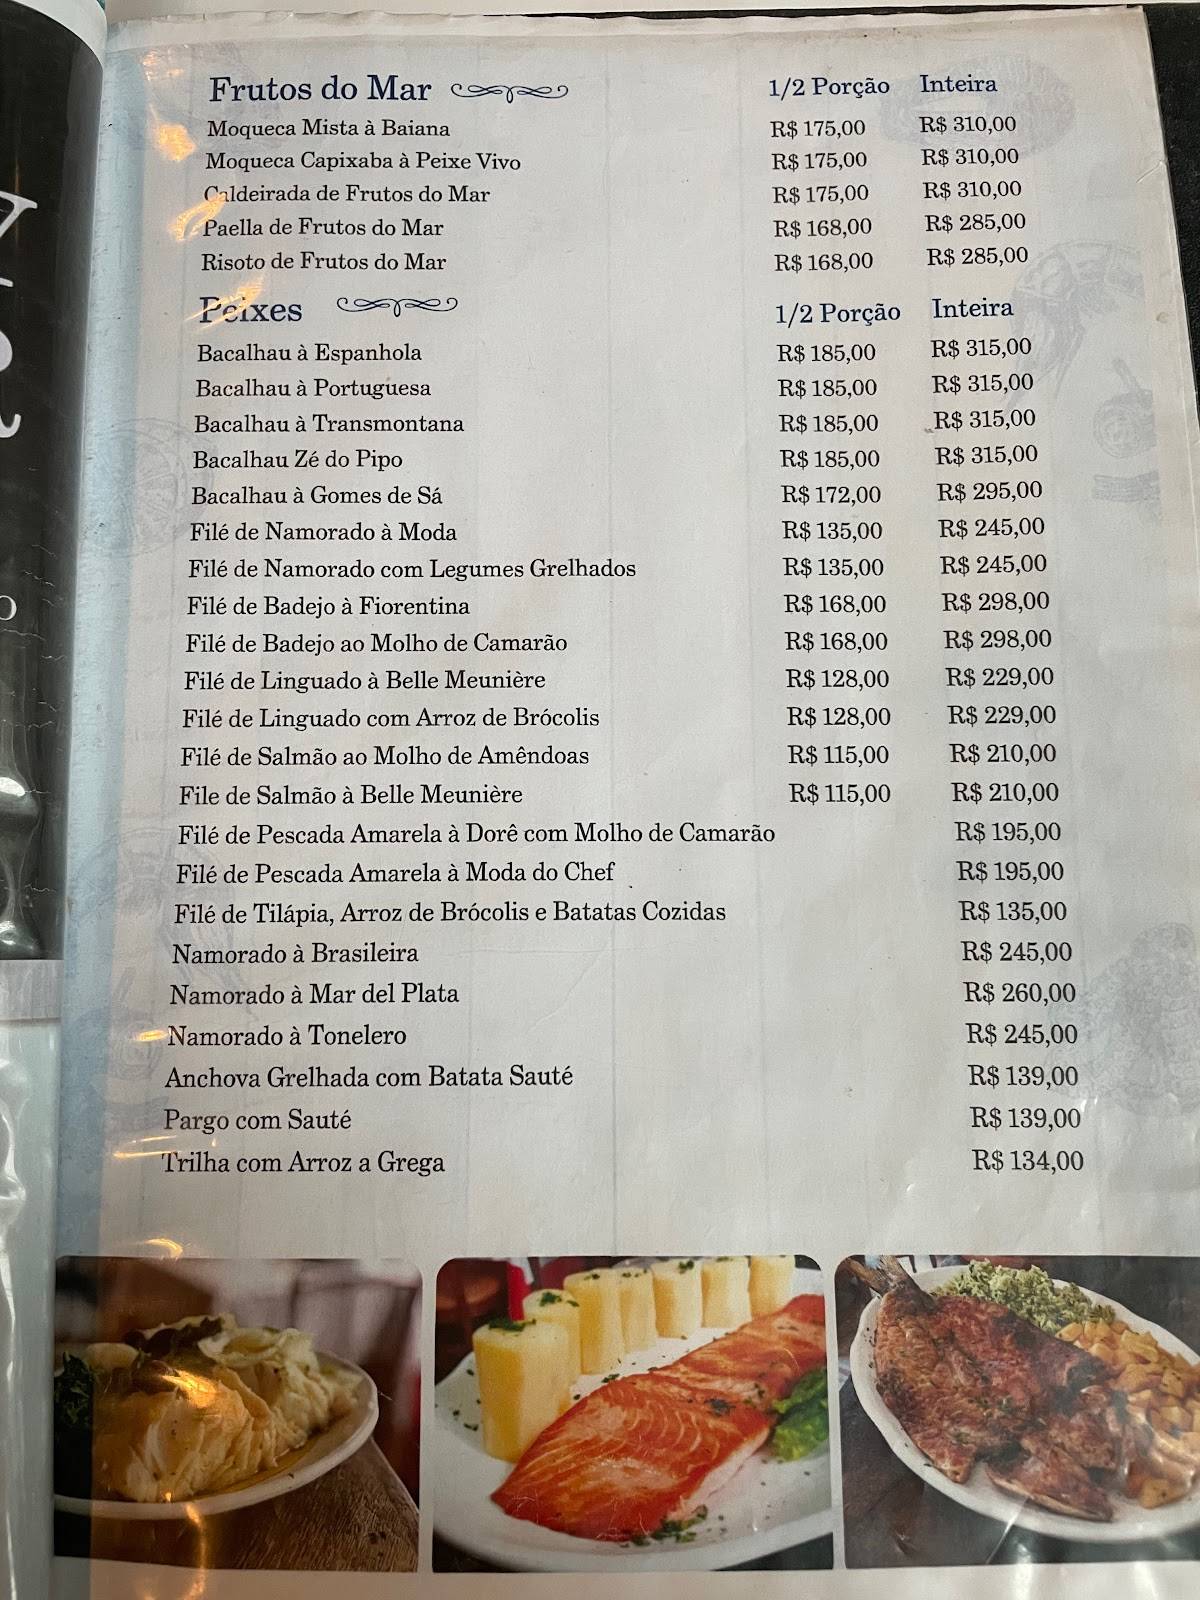 Frutos do Mar 1/2 Porção Inteira
Moqueca Mista à Baiana R$ 175,00 R$ 310,00
Moqueca Capixaba à Peixe Vivo R$ 175,00 R$ 310,00
Caldeirada de Frutos do Mar R$ 175,00 R$ 310,00
Paella de Frutos do Mar R$ 168,00 R$ 285,00
Risoto de Frutos do Mar R$ 168,00 R$ 285,00
Peixes 1/2 Porção Inteira
Bacalhau à Espanhola R$ 185,00 R$ 315,00
Bacalhau à Portuguesa R$ 185,00 R$ 315,00
Bacalhau à Transmontana R$ 185,00 R$ 315,00
Bacalhau Zé do Pipo R$ 185,00 R$ 315,00
Bacalhau à Gomes de Sá R$ 172,00 R$ 295,00
Filé de Namorado à Moda R$ 135,00 R$ 245,00
Filé de Namorado com Legumes Grelhados R$ 135,00 R$ 245,00
Filé de Badejo à Fiorentina R$ 168,00 R$ 298,00
Filé de Badejo ao Molho de Camarão R$ 168,00 R$ 298,00
Filé de Linguado à Belle Meunière R$ 128,00 R$ 229,00
Filé de Linguado com Arroz de Brócolis R$ 128,00 R$ 229,00
Filé de Salmão ao Molho de Amêndoas R$ 115,00 R$ 210,00
File de Salmão à Belle Meunière R$ 115,00 R$ 210,00
Filé de Pescada Amarela à Dorê com Molho de Camarão R$ 195,00
Filé de Pescada Amarela à Moda do Chef R$ 195,00
Filé de Tilápia, Arroz de Brócolis e Batatas Cozidas R$ 135,00
Namorado à Brasileira R$ 245,00
Namorado à Mar del Plata R$ 260,00
Namorado à Tonelero R$ 245,00
Anchova Grelhada com Batata Sauté R$ 139,00
Pargo com Sauté R$ 139,00
Trilha com Arroz a Grega R$ 134,00